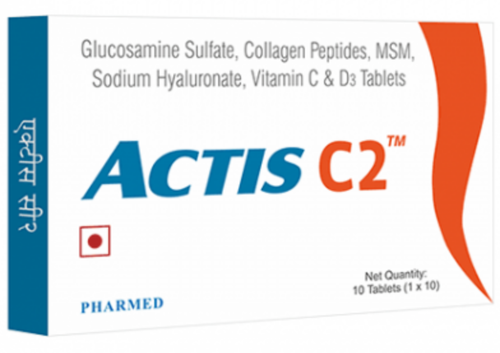 Glucosamine Sulfate, Collagen Peptides, MSM,
Sodium Hyaluronate, Vitamin C & D3 Tablets
ACTIS C2™
एक्टीस सीर
Net Quantity:
10 Tablets (1 x 10)
PHARMED